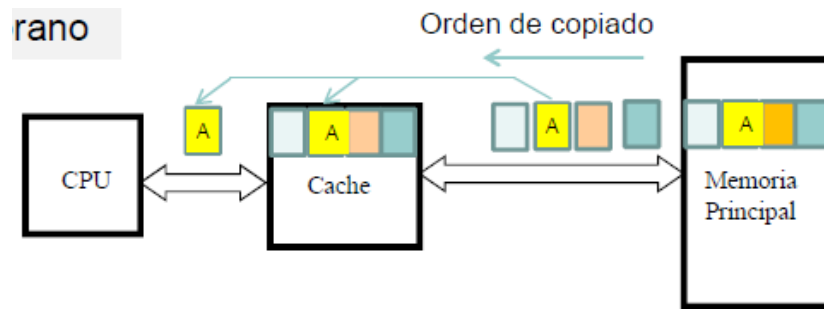 rano
Orden de copiado
A
A
A
A
CPU
Cache
Memoria
Principal